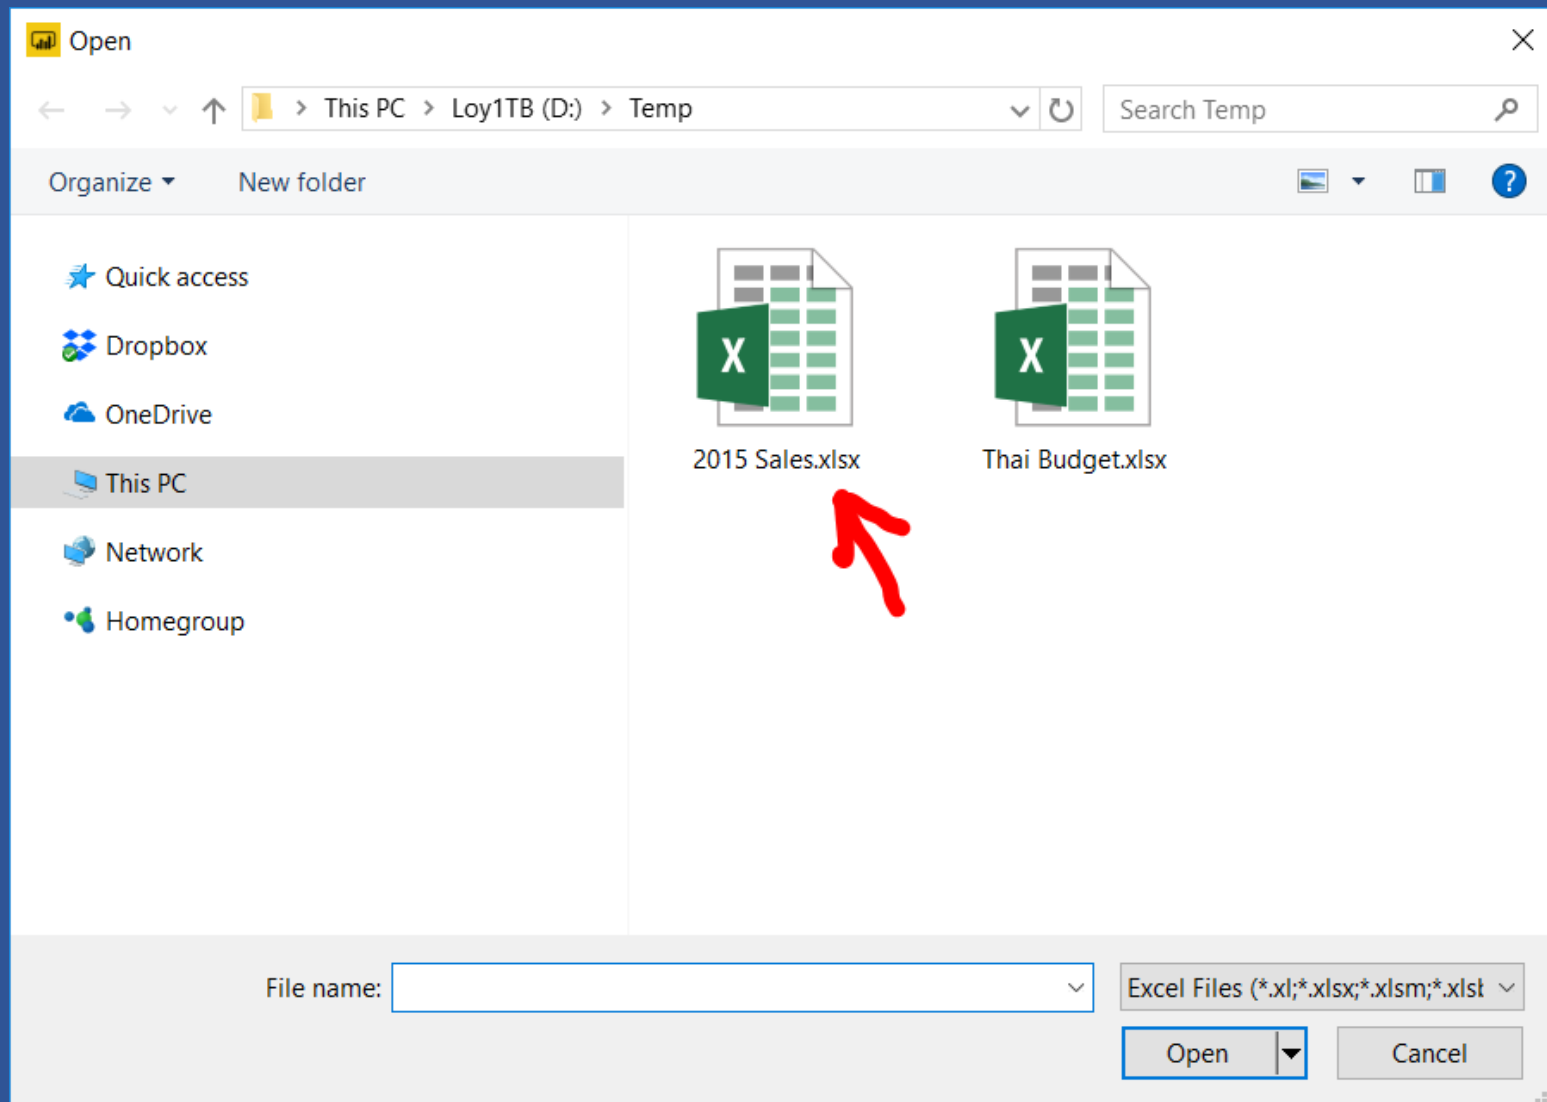 Open
This PC > Loy1TB (D:) > Temp
Search Temp
Organize
New folder
?
Quick access
Dropbox
OneDrive
This PC
Network
Homegroup
X
X
2015 Sales.xlsx
Thai Budget.xlsx
File name:
Excel Files (*.xl;*.xlsx;*.xlsm;*.xlsb
Open
Cancel